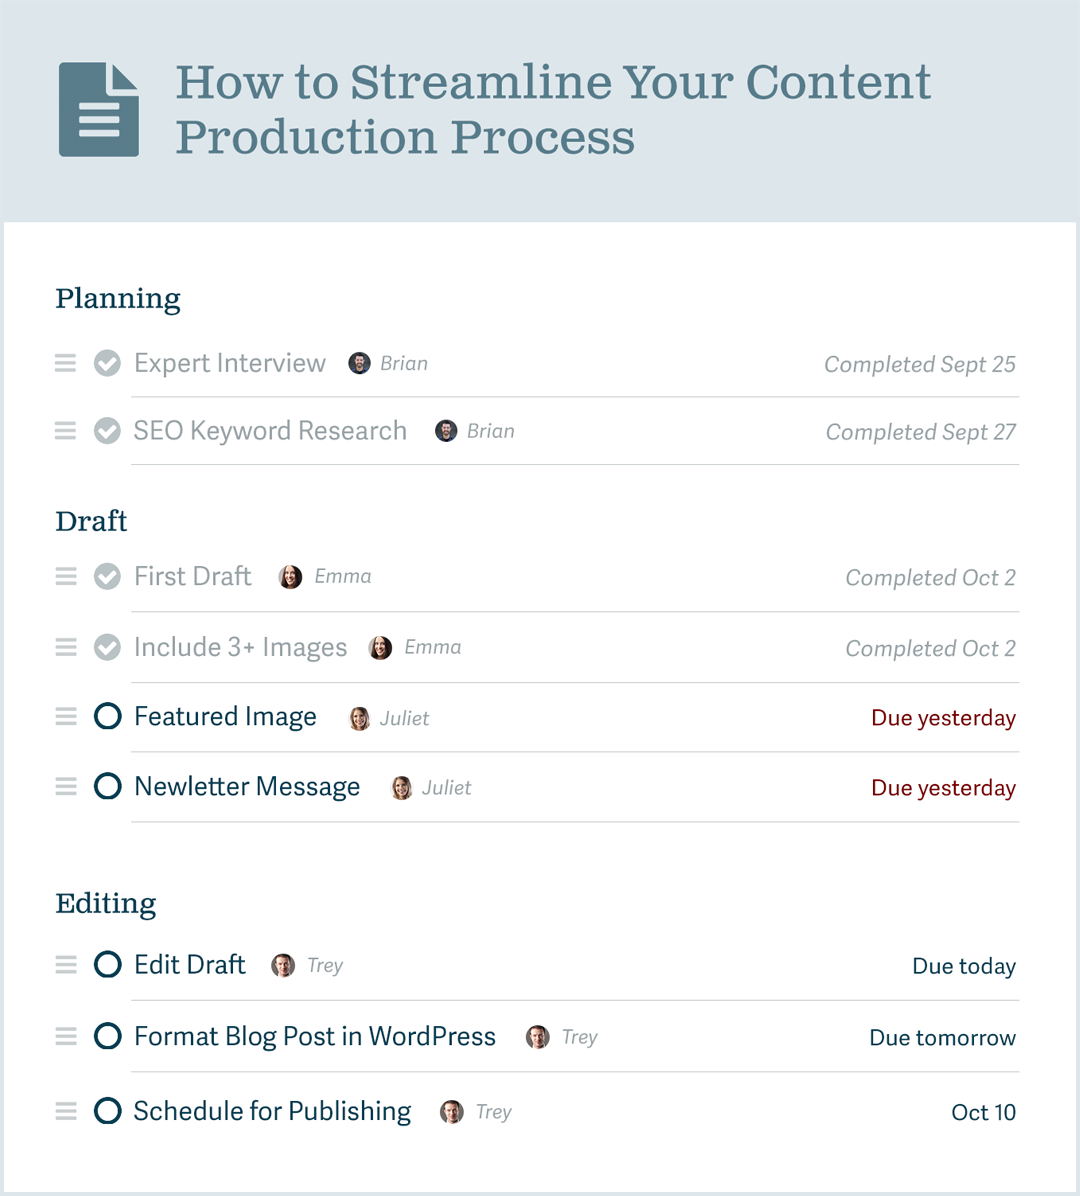 How to Streamline Your Content
Production Process
Planning
Expert Interview Brian Completed Sept 25
SEO Keyword Research Brian Completed Sept 27
Draft
First Draft Emma Completed Oct 2
Include 3+ Images Emma Completed Oct 2
Featured Image Juliet Due yesterday
Newletter Message Juliet Due yesterday
Editing
Edit Draft Trey Due today
Format Blog Post in WordPress Trey Due tomorrow
Schedule for Publishing Trey Oct 10